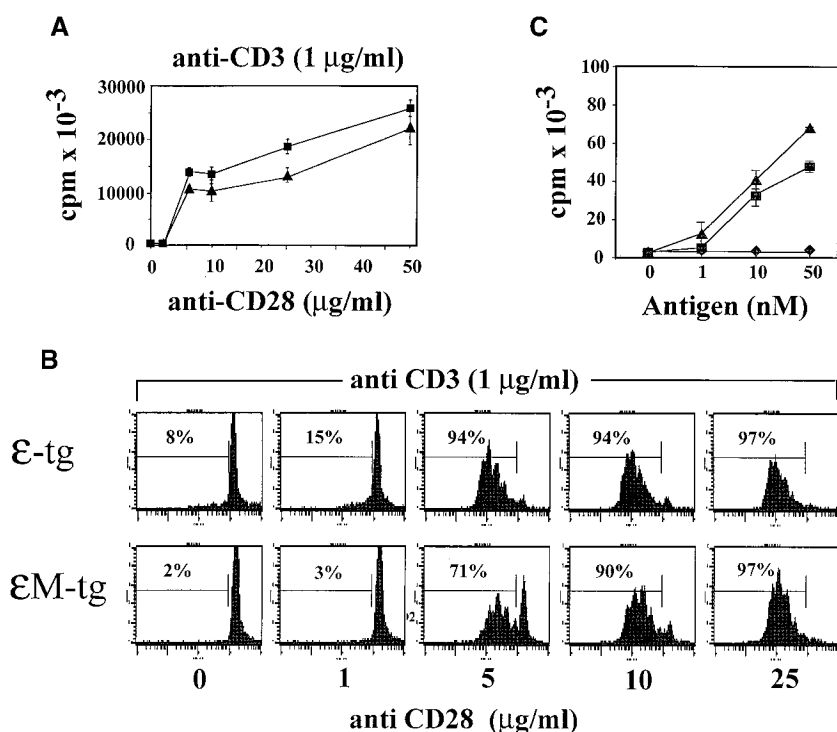 A
anti-CD3 (1 μg/ml)
cpm x 10⁻³
30000
20000
10000
0
0 10 20 30 40 50
anti-CD28 (μg/ml)
C
cpm x 10⁻³
100
80
60
40
20
0
0 1 10 50
Antigen (nM)
B
anti CD3 (1 μg/ml)
ε-tg
8% 15% 94% 94% 97%
εM-tg
2% 3% 71% 90% 97%
0 1 5 10 25
anti CD28 (μg/ml)